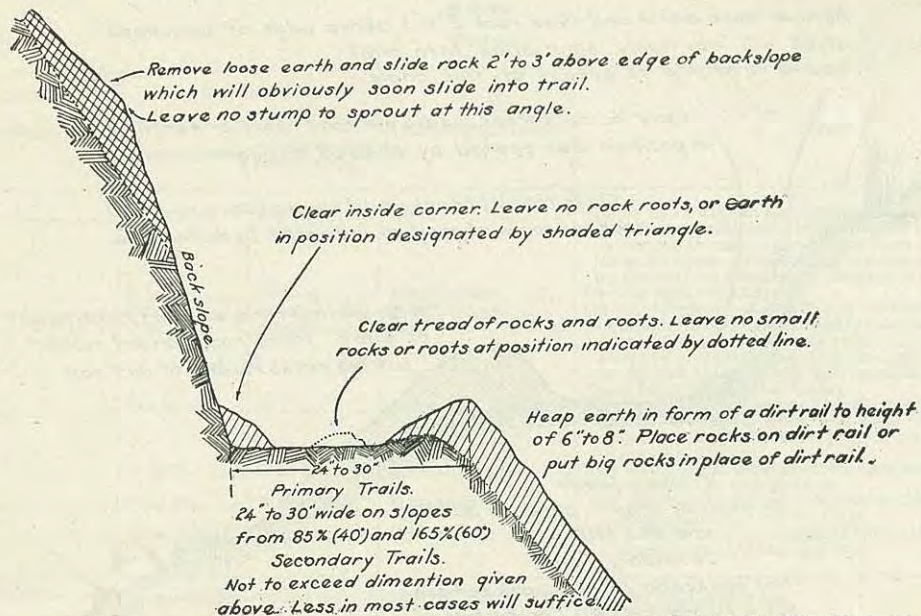 Remove loose earth and slide rock 2' to 3' above edge of backslope
which will obviously soon slide into trail.
Leave no stump to sprout at this angle.
Clear inside corner. Leave no rock roots, or earth
in position designated by shaded triangle.
Back slope.
Clear tread of rocks and roots. Leave no small
rocks or roots at position indicated by dotted line.
Heap earth in form of a dirt rail to height
of 6" to 8". Place rocks on dirt rail or
put big rocks in place of dirt rail.
24" to 30"
Primary Trails.
24" to 30" wide on slopes
from 85% (40°) and 165% (60°)
Secondary Trails.
Not to exceed dimention given
above. Less in most cases will suffice.